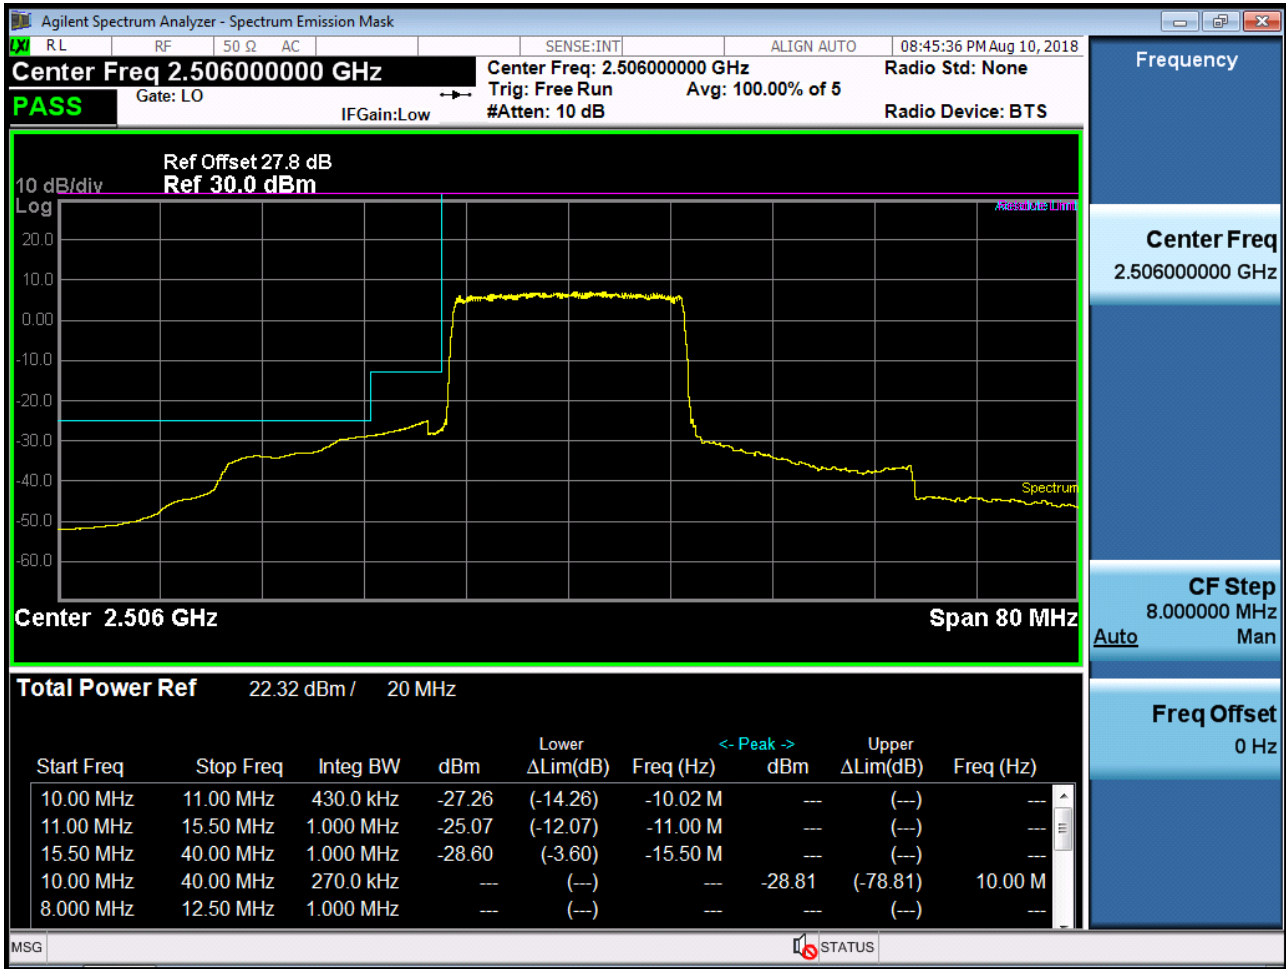 Agilent Spectrum Analyzer - Spectrum Emission Mask
LXI RL RF 50 Ω AC SENSE:INT ALIGN AUTO 08:45:36 PM Aug 10, 2018
Center Freq 2.506000000 GHz
PASS
Gate: LO
IFGain:Low
Center Freq: 2.506000000 GHz
Trig: Free Run Avg: 100.00% of 5
#Atten: 10 dB
Radio Std: None
Radio Device: BTS
Ref Offset 27.8 dB
10 dB/div Ref 30.0 dBm
Log
Absolute Limit
20.0
10.0
0.00
-10.0
-20.0
-30.0
-40.0
Spectrum
-50.0
-60.0
Center 2.506 GHz Span 80 MHz
Total Power Ref 22.32 dBm / 20 MHz
Lower <- Peak -> Upper
Start Freq Stop Freq Integ BW dBm ΔLim(dB) Freq (Hz) dBm ΔLim(dB) Freq (Hz)
10.00 MHz 11.00 MHz 430.0 kHz -27.26 (-14.26) -10.02 M --- (---) ---
11.00 MHz 15.50 MHz 1.000 MHz -25.07 (-12.07) -11.00 M --- (---) ---
15.50 MHz 40.00 MHz 1.000 MHz -28.60 (-3.60) -15.50 M --- (---) ---
10.00 MHz 40.00 MHz 270.0 kHz --- (---) --- -28.81 (-78.81) 10.00 M
8.000 MHz 12.50 MHz 1.000 MHz --- (---) --- --- (---) ---
MSG STATUS
Frequency
Center Freq
2.506000000 GHz
CF Step
8.000000 MHz
Auto Man
Freq Offset
0 Hz